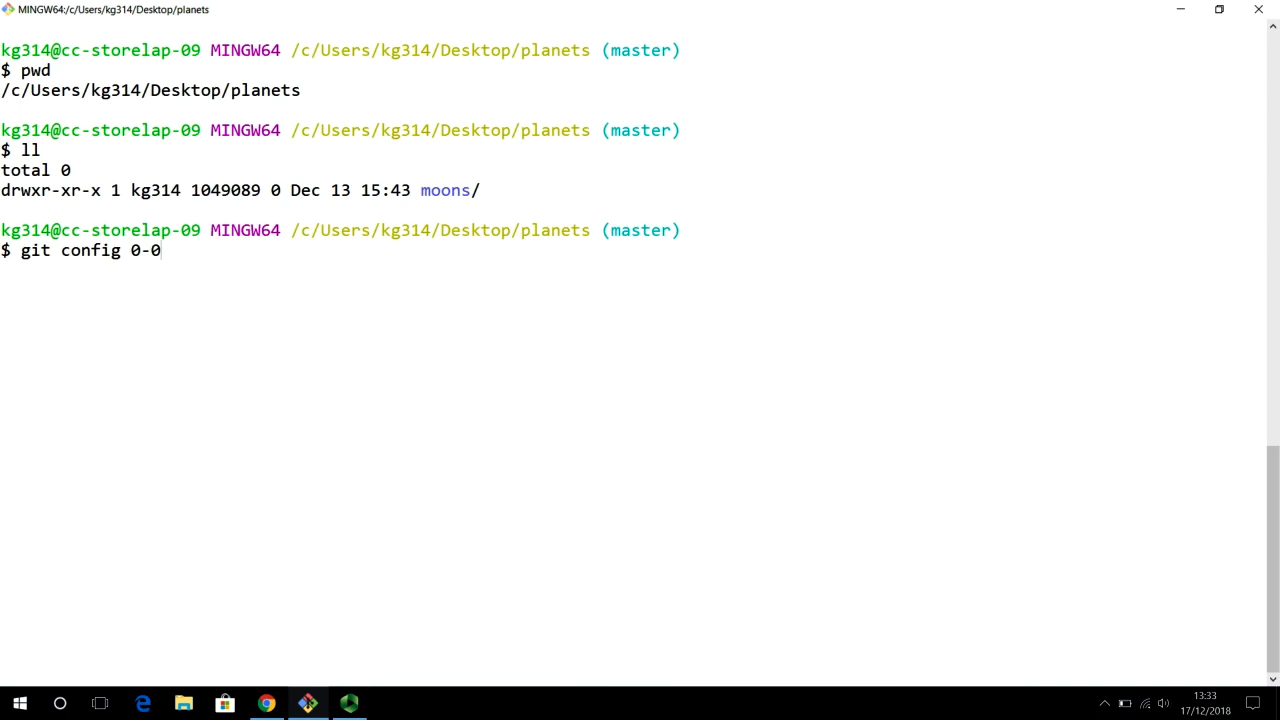 MINGW64:/c/Users/kg314/Desktop/planets
kg314@cc-storelap-09 MINGW64 /c/Users/kg314/Desktop/planets (master)
$ pwd
/c/Users/kg314/Desktop/planets
kg314@cc-storelap-09 MINGW64 /c/Users/kg314/Desktop/planets (master)
$ ll
total 0
drwxr-xr-x 1 kg314 1049089 0 Dec 13 15:43 moons/
kg314@cc-storelap-09 MINGW64 /c/Users/kg314/Desktop/planets (master)
$ git config 0-0
13:33
17/12/2018